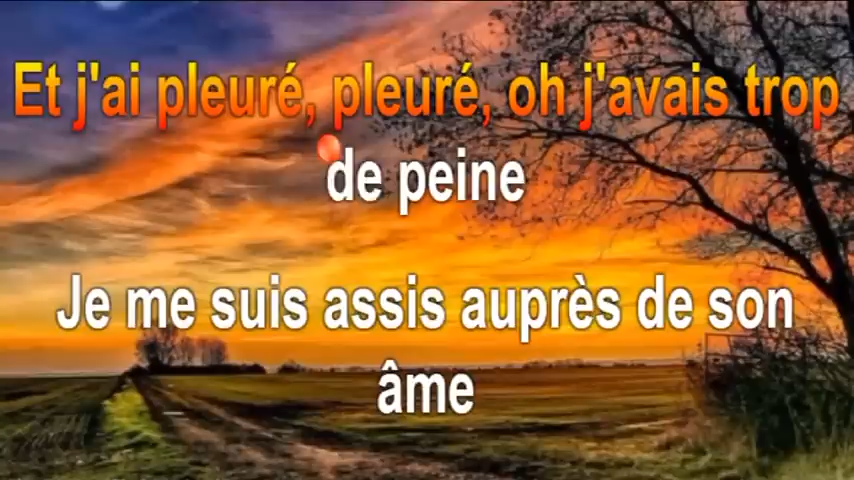 Et j'ai pleuré, pleuré, oh j'avais trop
de peine
Je me suis assis auprès de son
âme